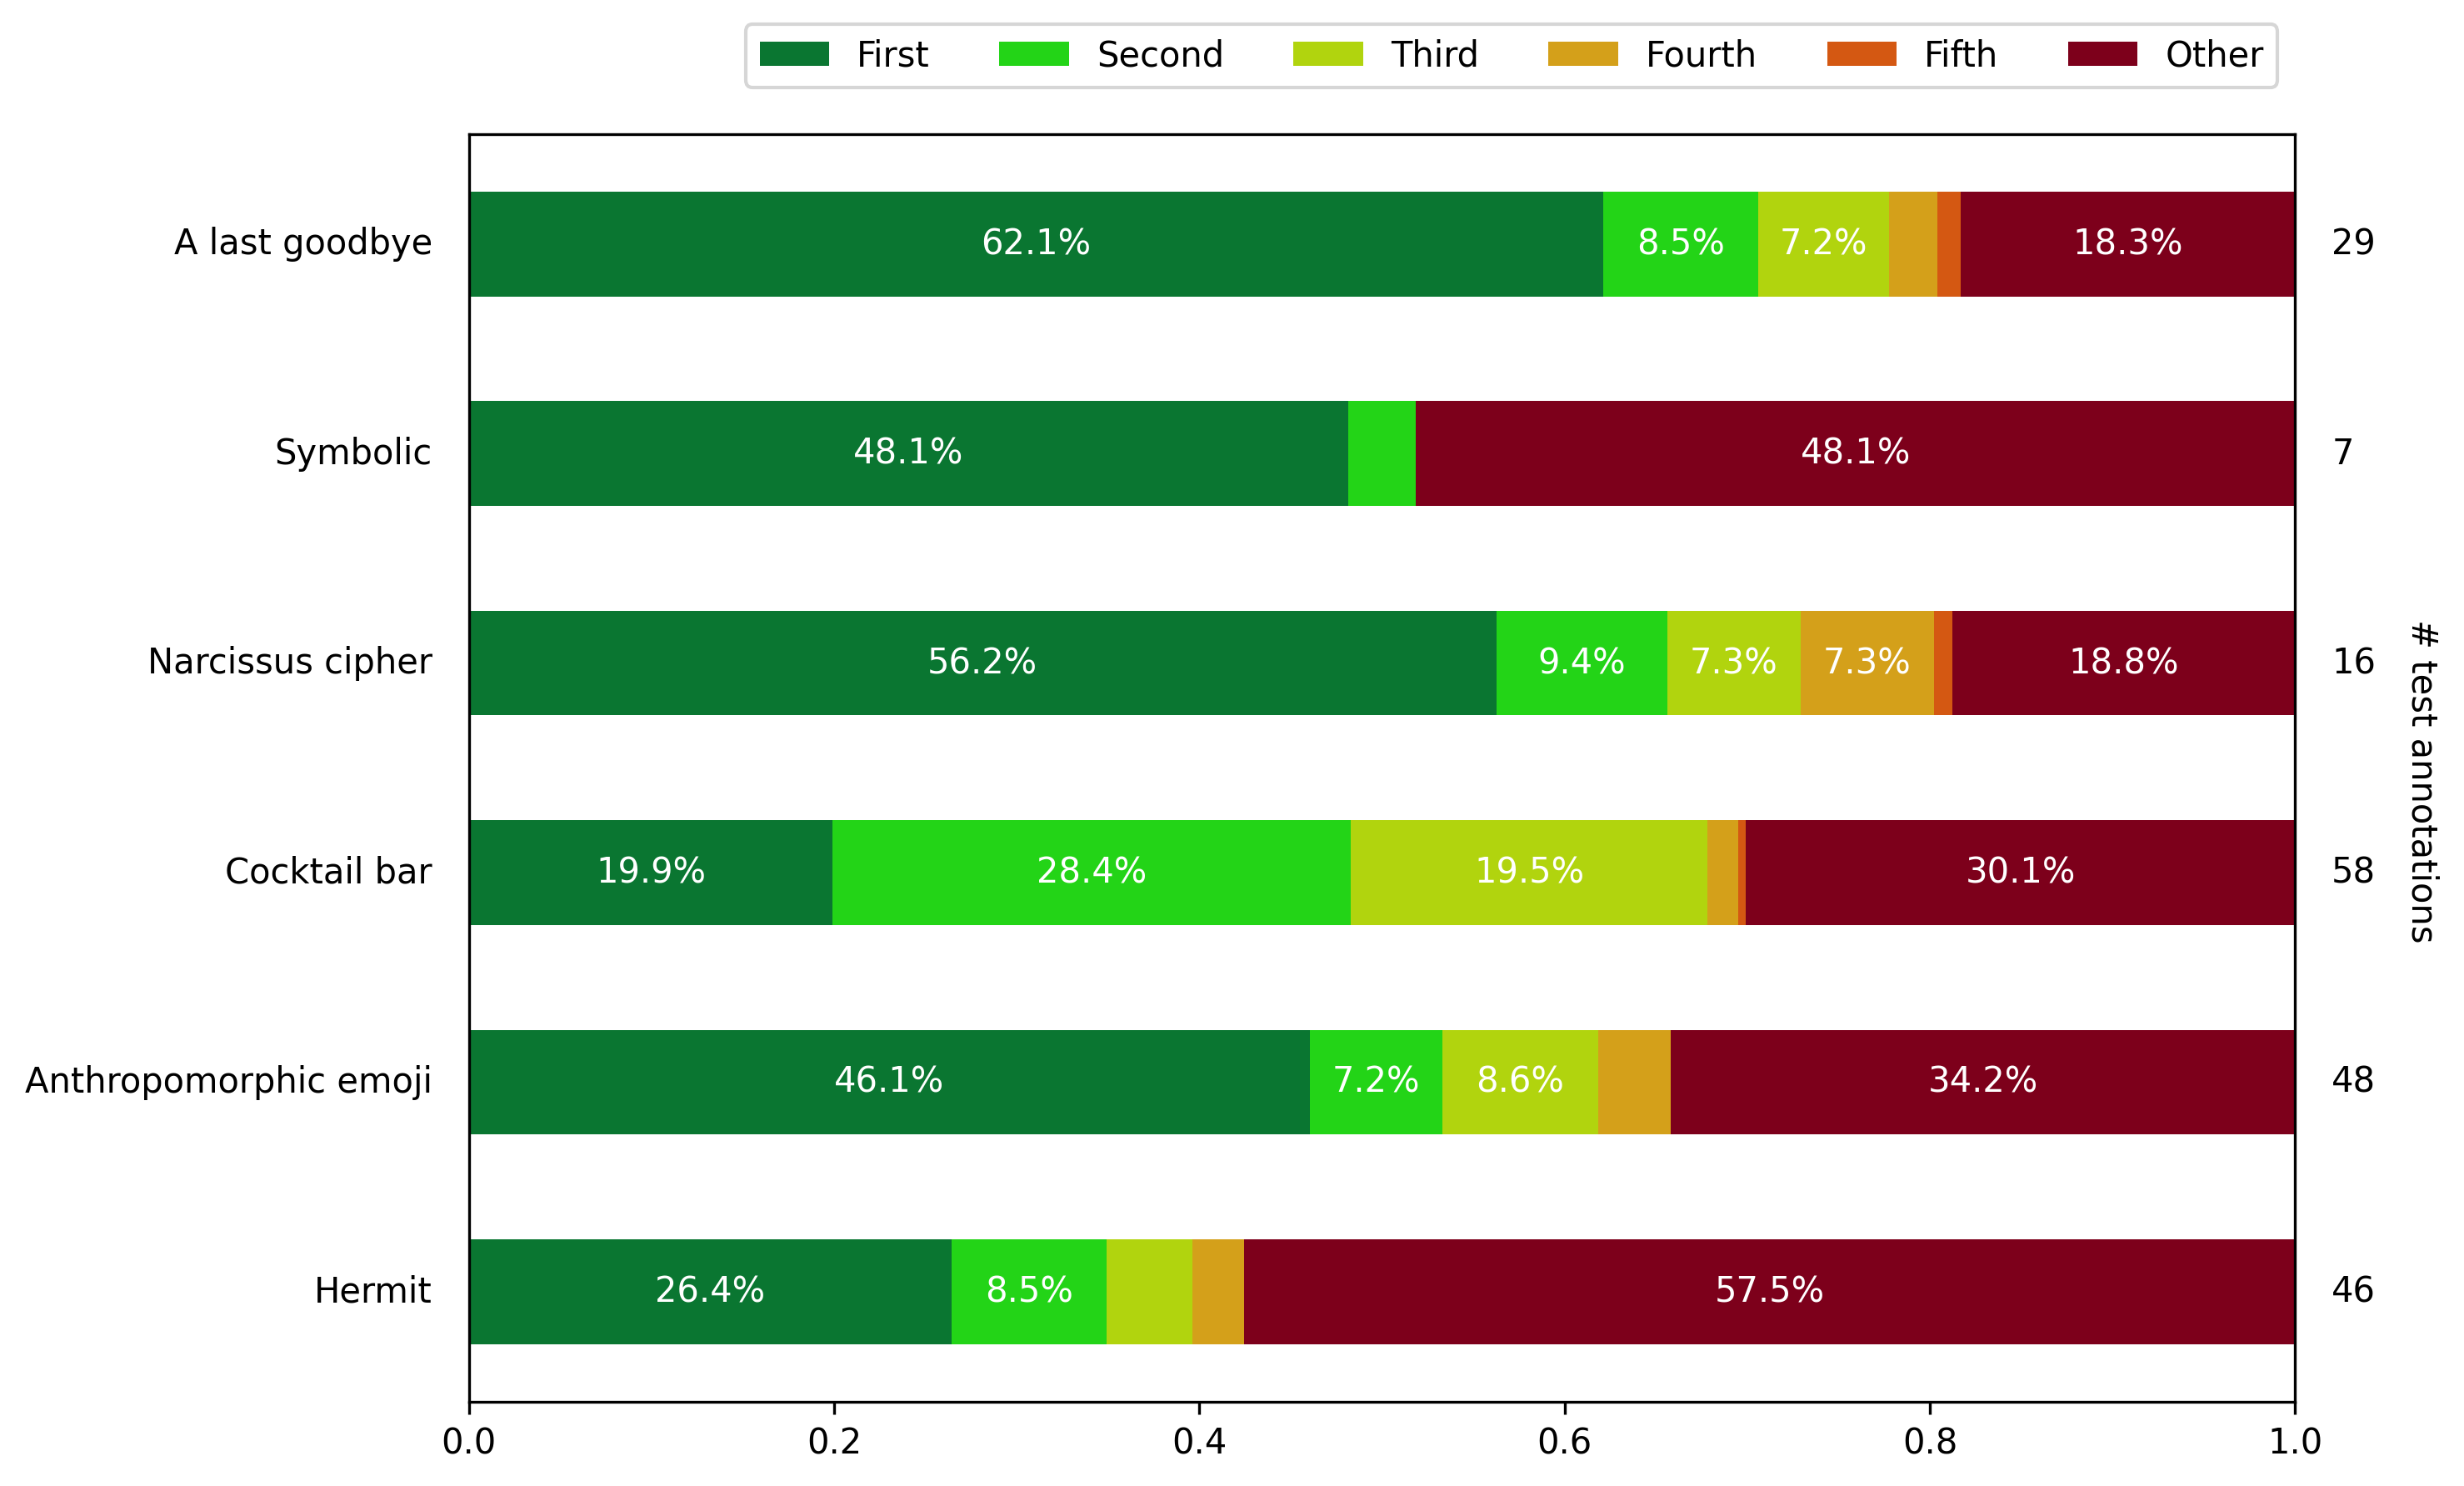 First Second Third Fourth Fifth Other
A last goodbye 62.1% 8.5% 7.2% 18.3% 29
Symbolic 48.1% 48.1% 7
Narcissus cipher 56.2% 9.4% 7.3% 7.3% 18.8% 16
Cocktail bar 19.9% 28.4% 19.5% 30.1% 58
Anthropomorphic emoji 46.1% 7.2% 8.6% 34.2% 48
Hermit 26.4% 8.5% 57.5% 46
0.0 0.2 0.4 0.6 0.8 1.0
# test annotations